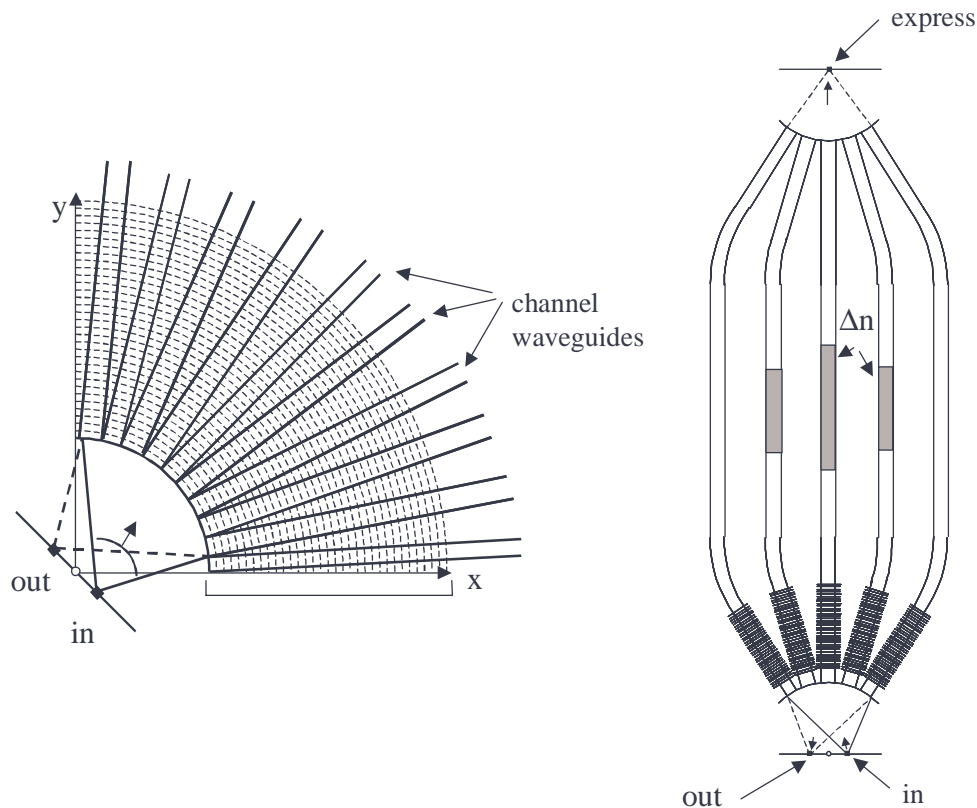 express
y
channel
waveguides
Δn
out
x
in
out
in